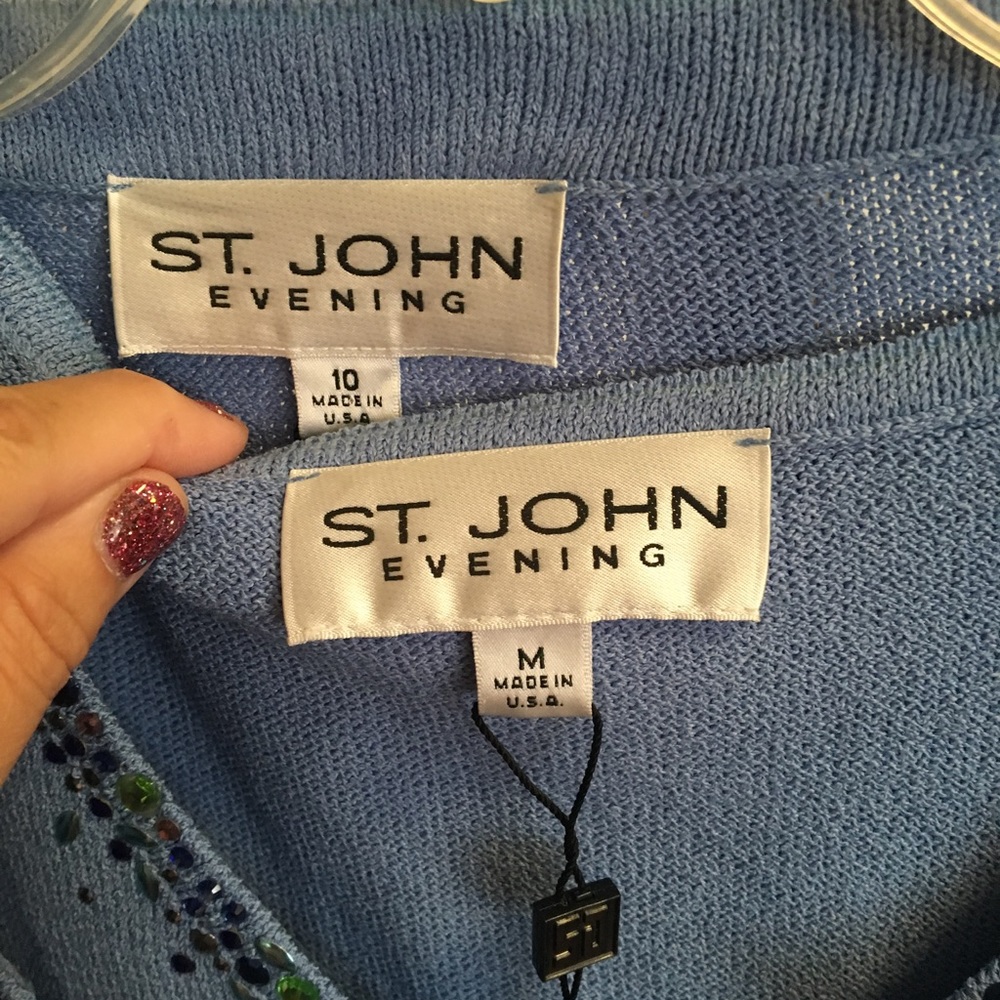 ST. JOHN
EVENING
10
MADE IN
U.S.A
ST. JOHN
EVENING
M
MADE IN
U.S.A.